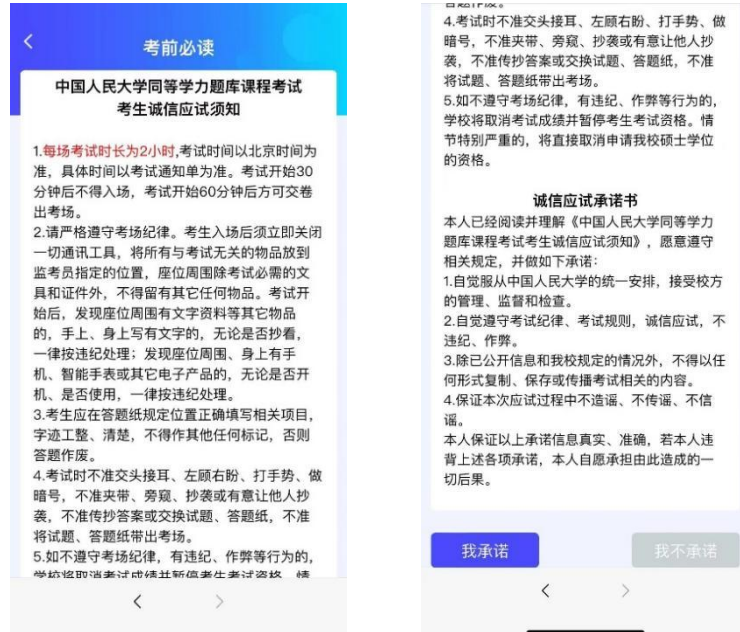 考前必读
中国人民大学同等学力题库课程考试
考生诚信应试须知
1.每场考试时长为2小时,考试时间以北京时间为
准，具体时间以考试通知单为准。考试开始30
分钟后不得入场，考试开始60分钟后方可交卷
出考场。
2.请严格遵守考场纪律。考生入场后须立即关闭
一切通讯工具，将所有与考试无关的物品放到
监考员指定的位置，座位周围除考试必需的文
具和证件外，不得留有其它任何物品。考试开
始后，发现座位周围有文字资料等其它物品
的，手上、身上写有文字的，无论是否抄看，
一律按违纪处理；发现座位周围、身上有手
机、智能手表或其它电子产品的，无论是否开
机、是否使用，一律按违纪处理。
3.考生应在答题纸规定位置正确填写相关项目，
字迹工整、清楚，不得作其他任何标记，否则
答题作废。
4.考试时不准交头接耳、左顾右盼、打手势、做
暗号，不准夹带、旁窥、抄袭或有意让他人抄
袭，不准传抄答案或交换试题、答题纸，不准
将试题、答题纸带出考场。
5.如不遵守考场纪律，有违纪、作弊等行为的，
学校将取消考试成绩并暂停考生考试资格。情
答题作废。
4.考试时不准交头接耳、左顾右盼、打手势、做
暗号，不准夹带、旁窥、抄袭或有意让他人抄
袭，不准传抄答案或交换试题、答题纸，不准
将试题、答题纸带出考场。
5.如不遵守考场纪律，有违纪、作弊等行为的，
学校将取消考试成绩并暂停考生考试资格。情
节特别严重的，将直接取消申请我校硕士学位
的资格。
诚信应试承诺书
本人已经阅读并理解《中国人民大学同等学力
题库课程考试考生诚信应试须知》，愿意遵守
相关规定，并做如下承诺：
1.自觉服从中国人民大学的统一安排，接受校方
的管理、监督和检查。
2.自觉遵守考试纪律、考试规则，诚信应试，不
违纪、作弊。
3.除已公开信息和我校规定的情况外，不得以任
何形式复制、保存或传播考试相关的内容。
4.保证本次应试过程中不造谣、不传谣、不信
谣。
本人保证以上承诺信息真实、准确，若本人违
背上述各项承诺，本人自愿承担由此造成的一
切后果。
我承诺
我不承诺